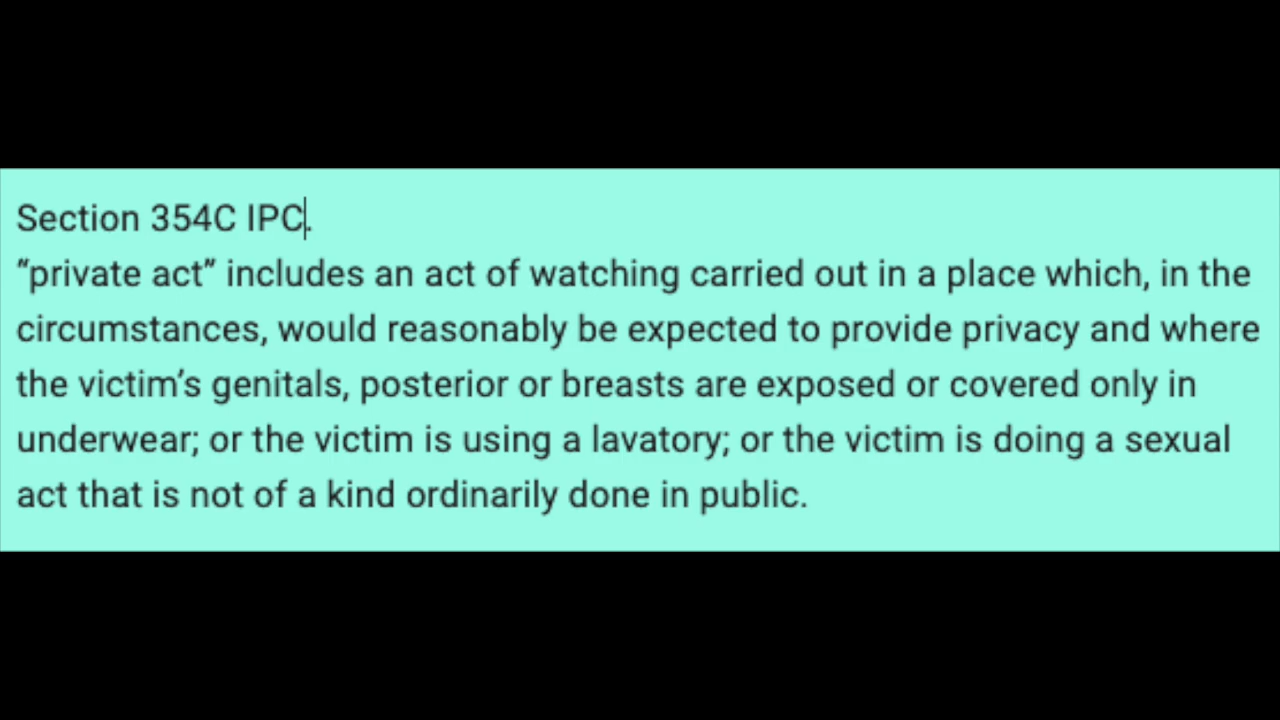 Section 354C IPC.
“private act” includes an act of watching carried out in a place which, in the
circumstances, would reasonably be expected to provide privacy and where
the victim’s genitals, posterior or breasts are exposed or covered only in
underwear; or the victim is using a lavatory; or the victim is doing a sexual
act that is not of a kind ordinarily done in public.